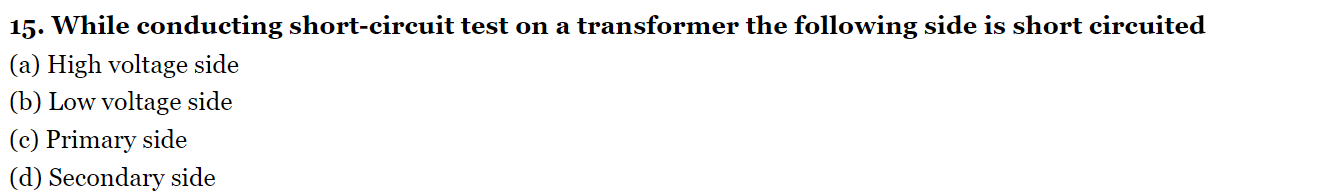 15. While conducting short-circuit test on a transformer the following side is short circuited
(a) High voltage side
(b) Low voltage side
(c) Primary side
(d) Secondary side